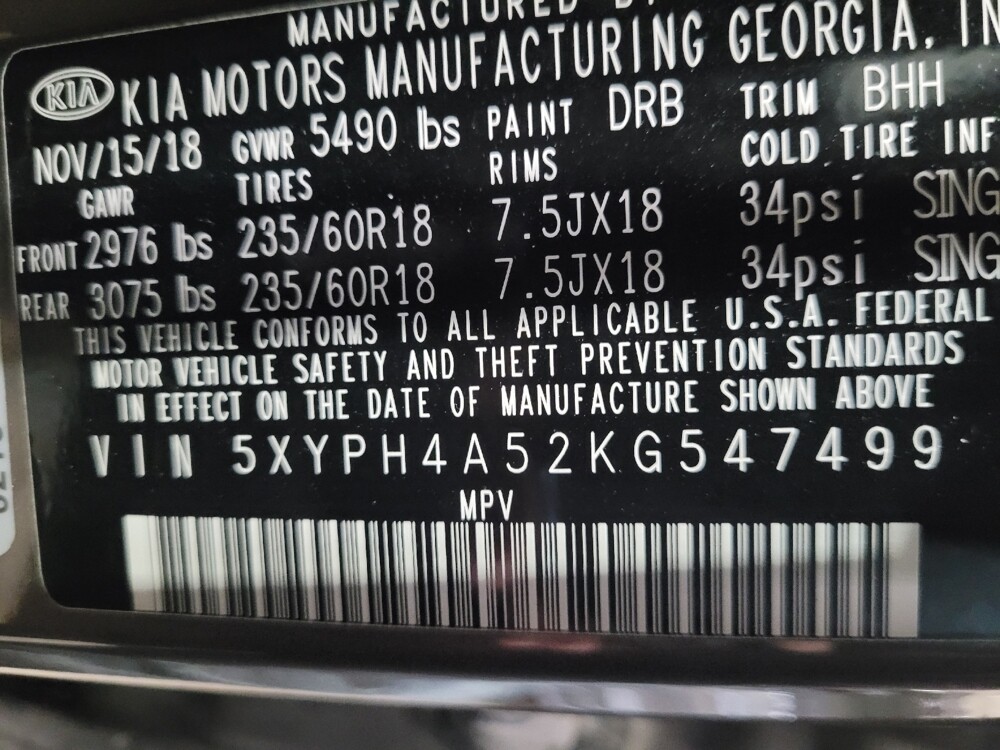 MANUFACTURED
KIA KIA MOTORS MANUFACTURING GEORGIA, IN
NOV/15/18 GVWR 5490 lbs PAINT DRB TRIM BHH
GAWR TIRES RIMS COLD TIRE INF
FRONT 2976 lbs 235/60R18 7.5JX18 34psi SING
REAR 3075 lbs 235/60R18 7.5JX18 34psi SING
THIS VEHICLE CONFORMS TO ALL APPLICABLE U.S.A. FEDERAL
MOTOR VEHICLE SAFETY AND THEFT PREVENTION STANDARDS
IN EFFECT ON THE DATE OF MANUFACTURE SHOWN ABOVE
VIN 5XYPH4A52KG547499
MPV